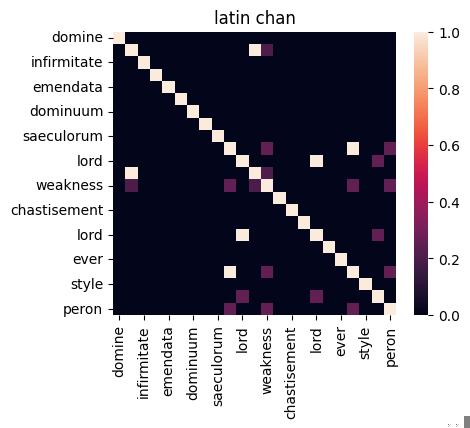 latin chan
domine
infirmitate
emendata
dominuum
saeculorum
lord
weakness
chastisement
lord
ever
style
peron
1.0
0.8
0.6
0.4
0.2
0.0
domine
infirmitate
emendata
dominuum
saeculorum
lord
weakness
chastisement
lord
ever
style
peron